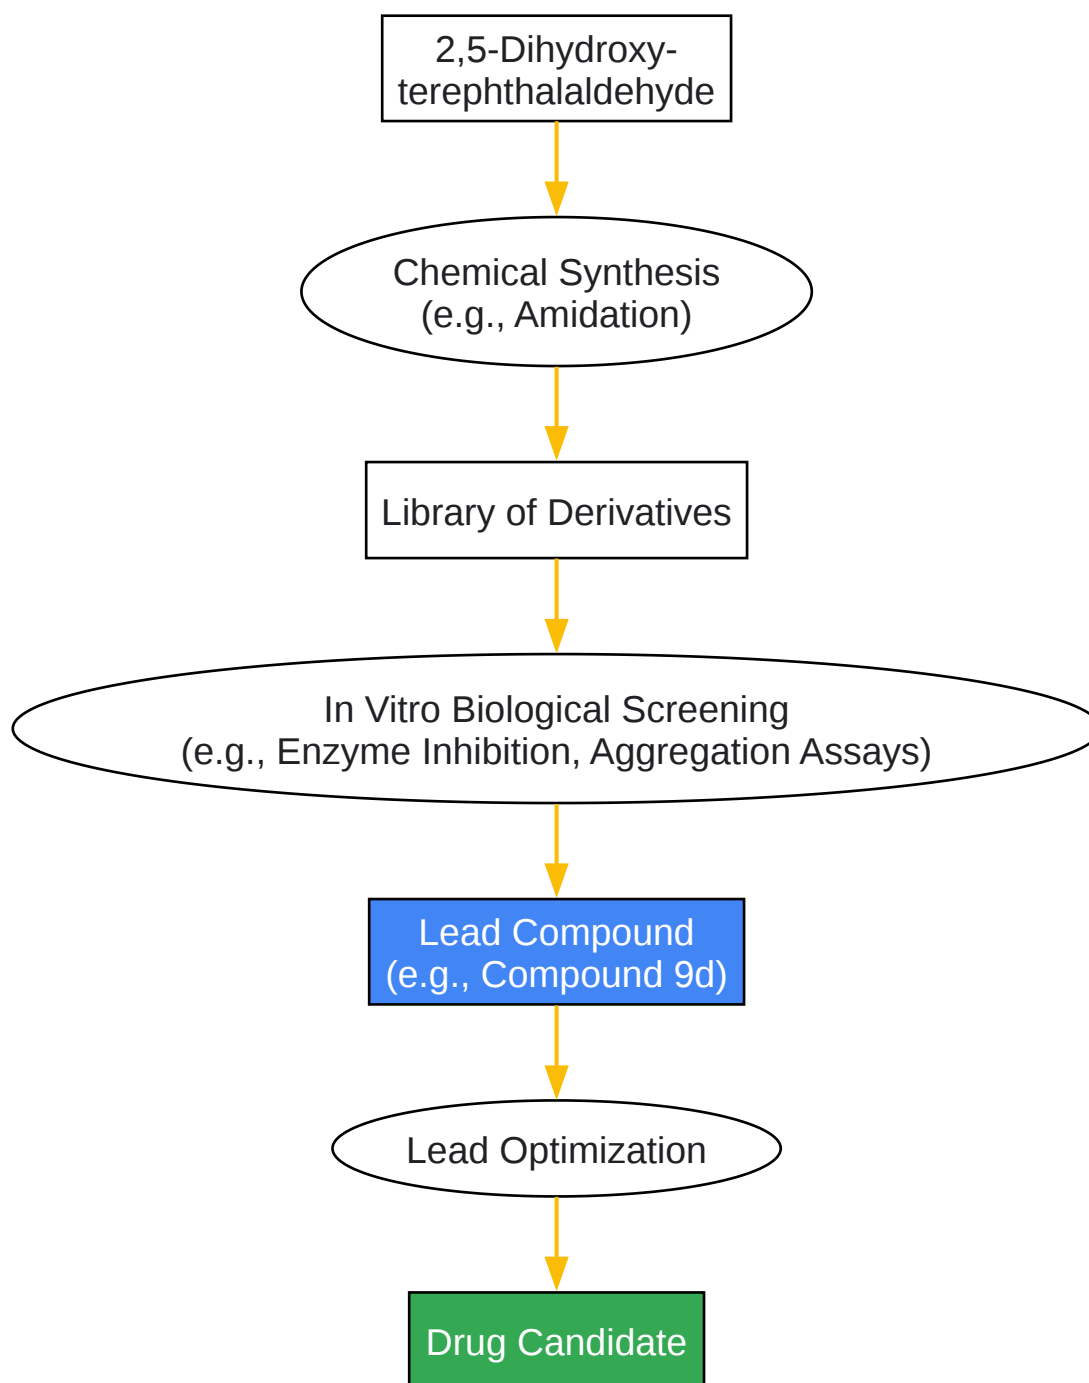 2,5-Dihydroxy-
terephthalaldehyde
Chemical Synthesis
(e.g., Amidation)
Library of Derivatives
In Vitro Biological Screening
(e.g., Enzyme Inhibition, Aggregation Assays)
Lead Compound
(e.g., Compound 9d)
Lead Optimization
Drug Candidate